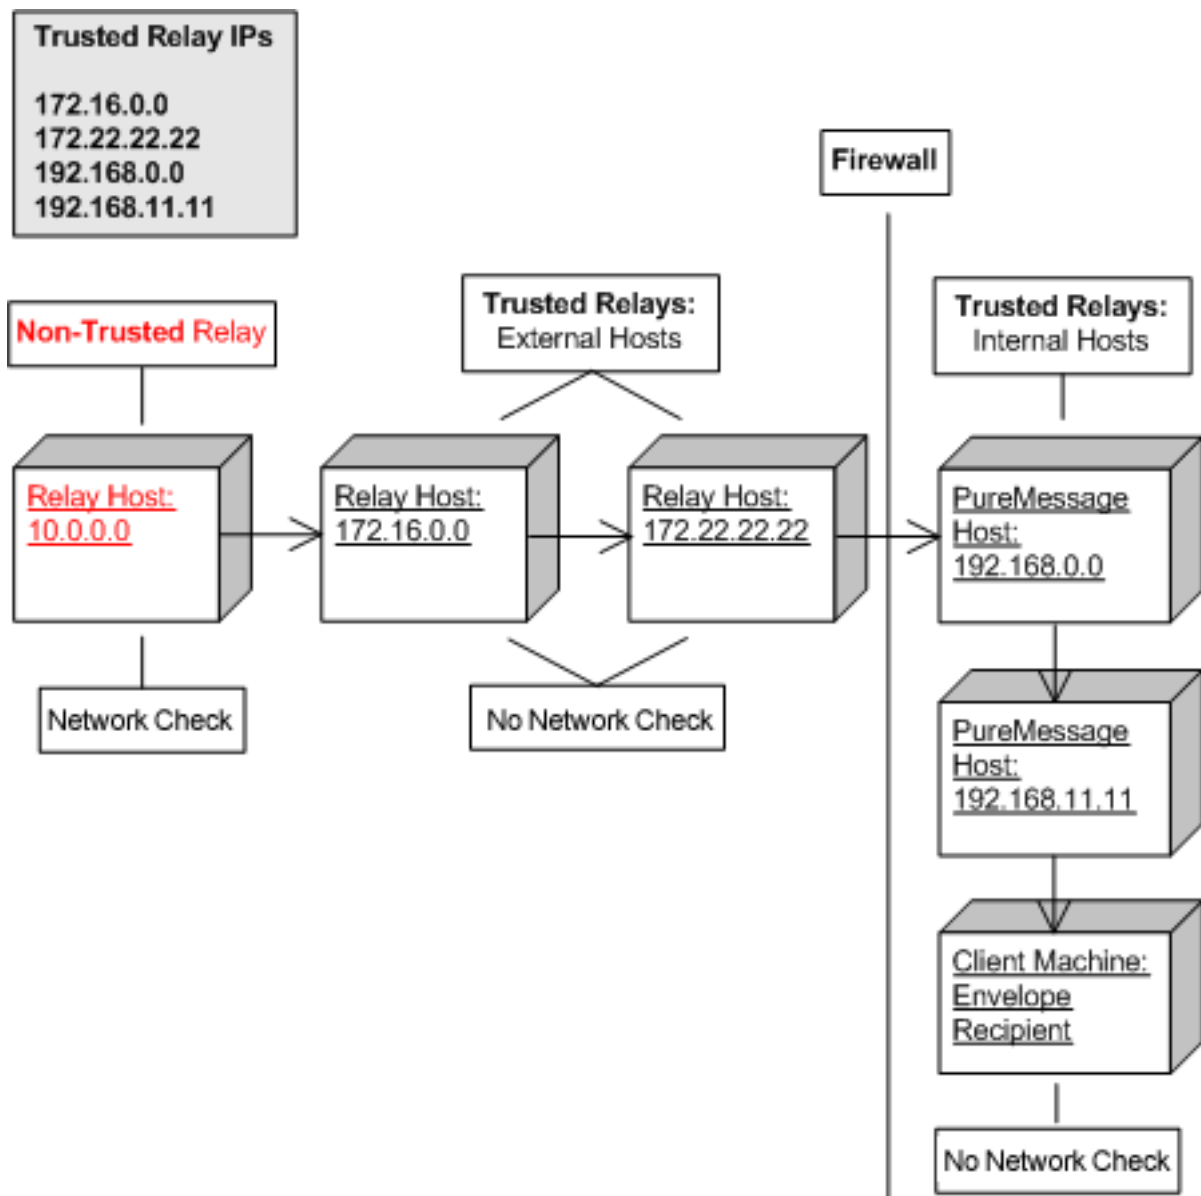 Trusted Relay IPs
172.16.0.0
172.22.22.22
192.168.0.0
192.168.11.11
Firewall
Non-Trusted Relay
Trusted Relays:
External Hosts
Trusted Relays:
Internal Hosts
Relay Host:
10.0.0.0
Relay Host:
172.16.0.0
Relay Host:
172.22.22.22
PureMessage
Host:
192.168.0.0
Network Check
No Network Check
PureMessage
Host:
192.168.11.11
Client Machine:
Envelope
Recipient
No Network Check